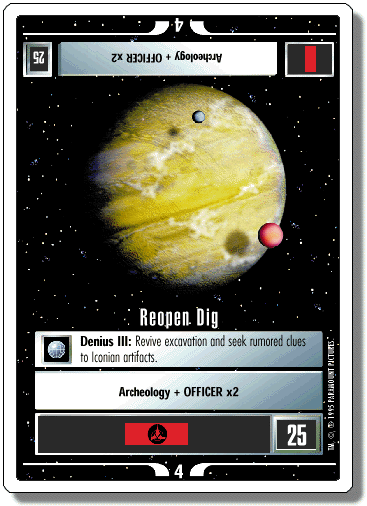 4
25
Archeology + OFFICER x2
Reopen Dig
Denius III: Revive excavation and seek rumored clues
to Iconian artifacts.
Archeology + OFFICER x2
25
TM, ©, ® 1995 PARAMOUNT PICTURES
4